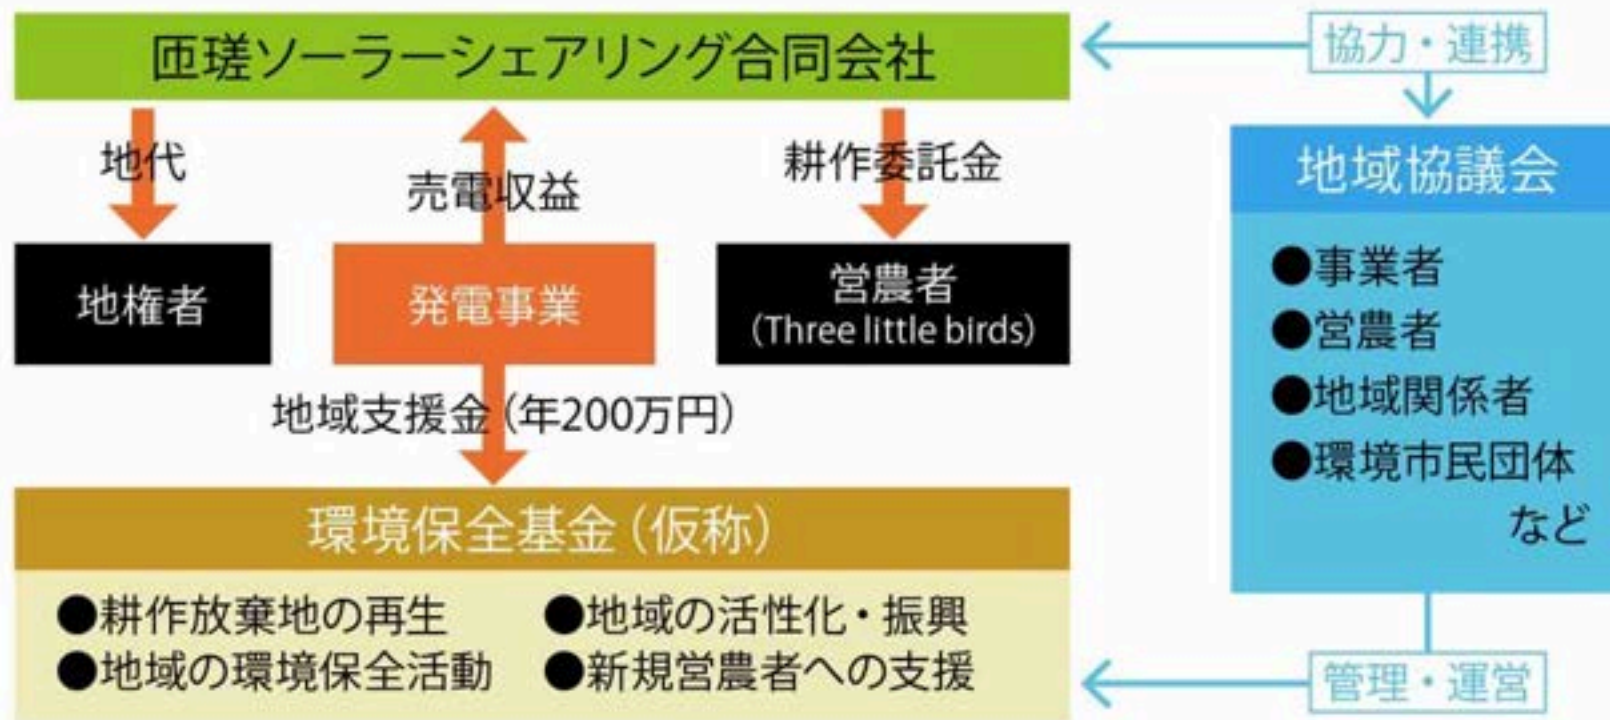 匝瑳ソーラーシェアリング合同会社
協力・連携
地代
売電収益
耕作委託金
地権者
発電事業
営農者
(Three little birds)
地域支援金(年200万円)
環境保全基金(仮称)
●耕作放棄地の再生
●地域の活性化・振興
●地域の環境保全活動
●新規営農者への支援
地域協議会
●事業者
●営農者
●地域関係者
●環境市民団体
など
管理・運営